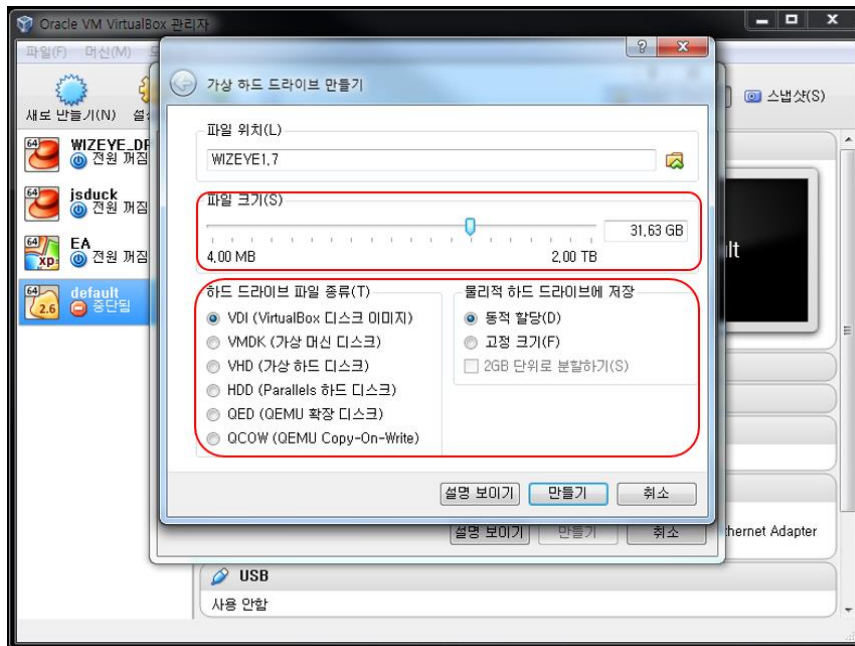 Oracle VM VirtualBox 관리자
파일(F) 머신(M)
새로 만들기(N)
스냅샷(S)
64 WIZEYE_DF
전원 꺼짐
64 jsduck
전원 꺼짐
64 EA
XP 전원 꺼짐
64 default
2.6 중단됨
가상 하드 드라이브 만들기
파일 위치(L)
WIZEYE1.7
파일 크기(S)
31,63 GB
4,00 MB 2,00 TB
하드 드라이브 파일 종류(T)
VDI (VirtualBox 디스크 이미지)
VMDK (가상 머신 디스크)
VHD (가상 하드 디스크)
HDD (Parallels 하드 디스크)
QED (QEMU 확장 디스크)
QCOW (QEMU Copy-On-Write)
물리적 하드 드라이브에 저장
동적 할당(D)
고정 크기(F)
2GB 단위로 분할하기(S)
설명 보이기 만들기 취소
설명 보이기 만들기 취소
hernet Adapter
USB
사용 안함